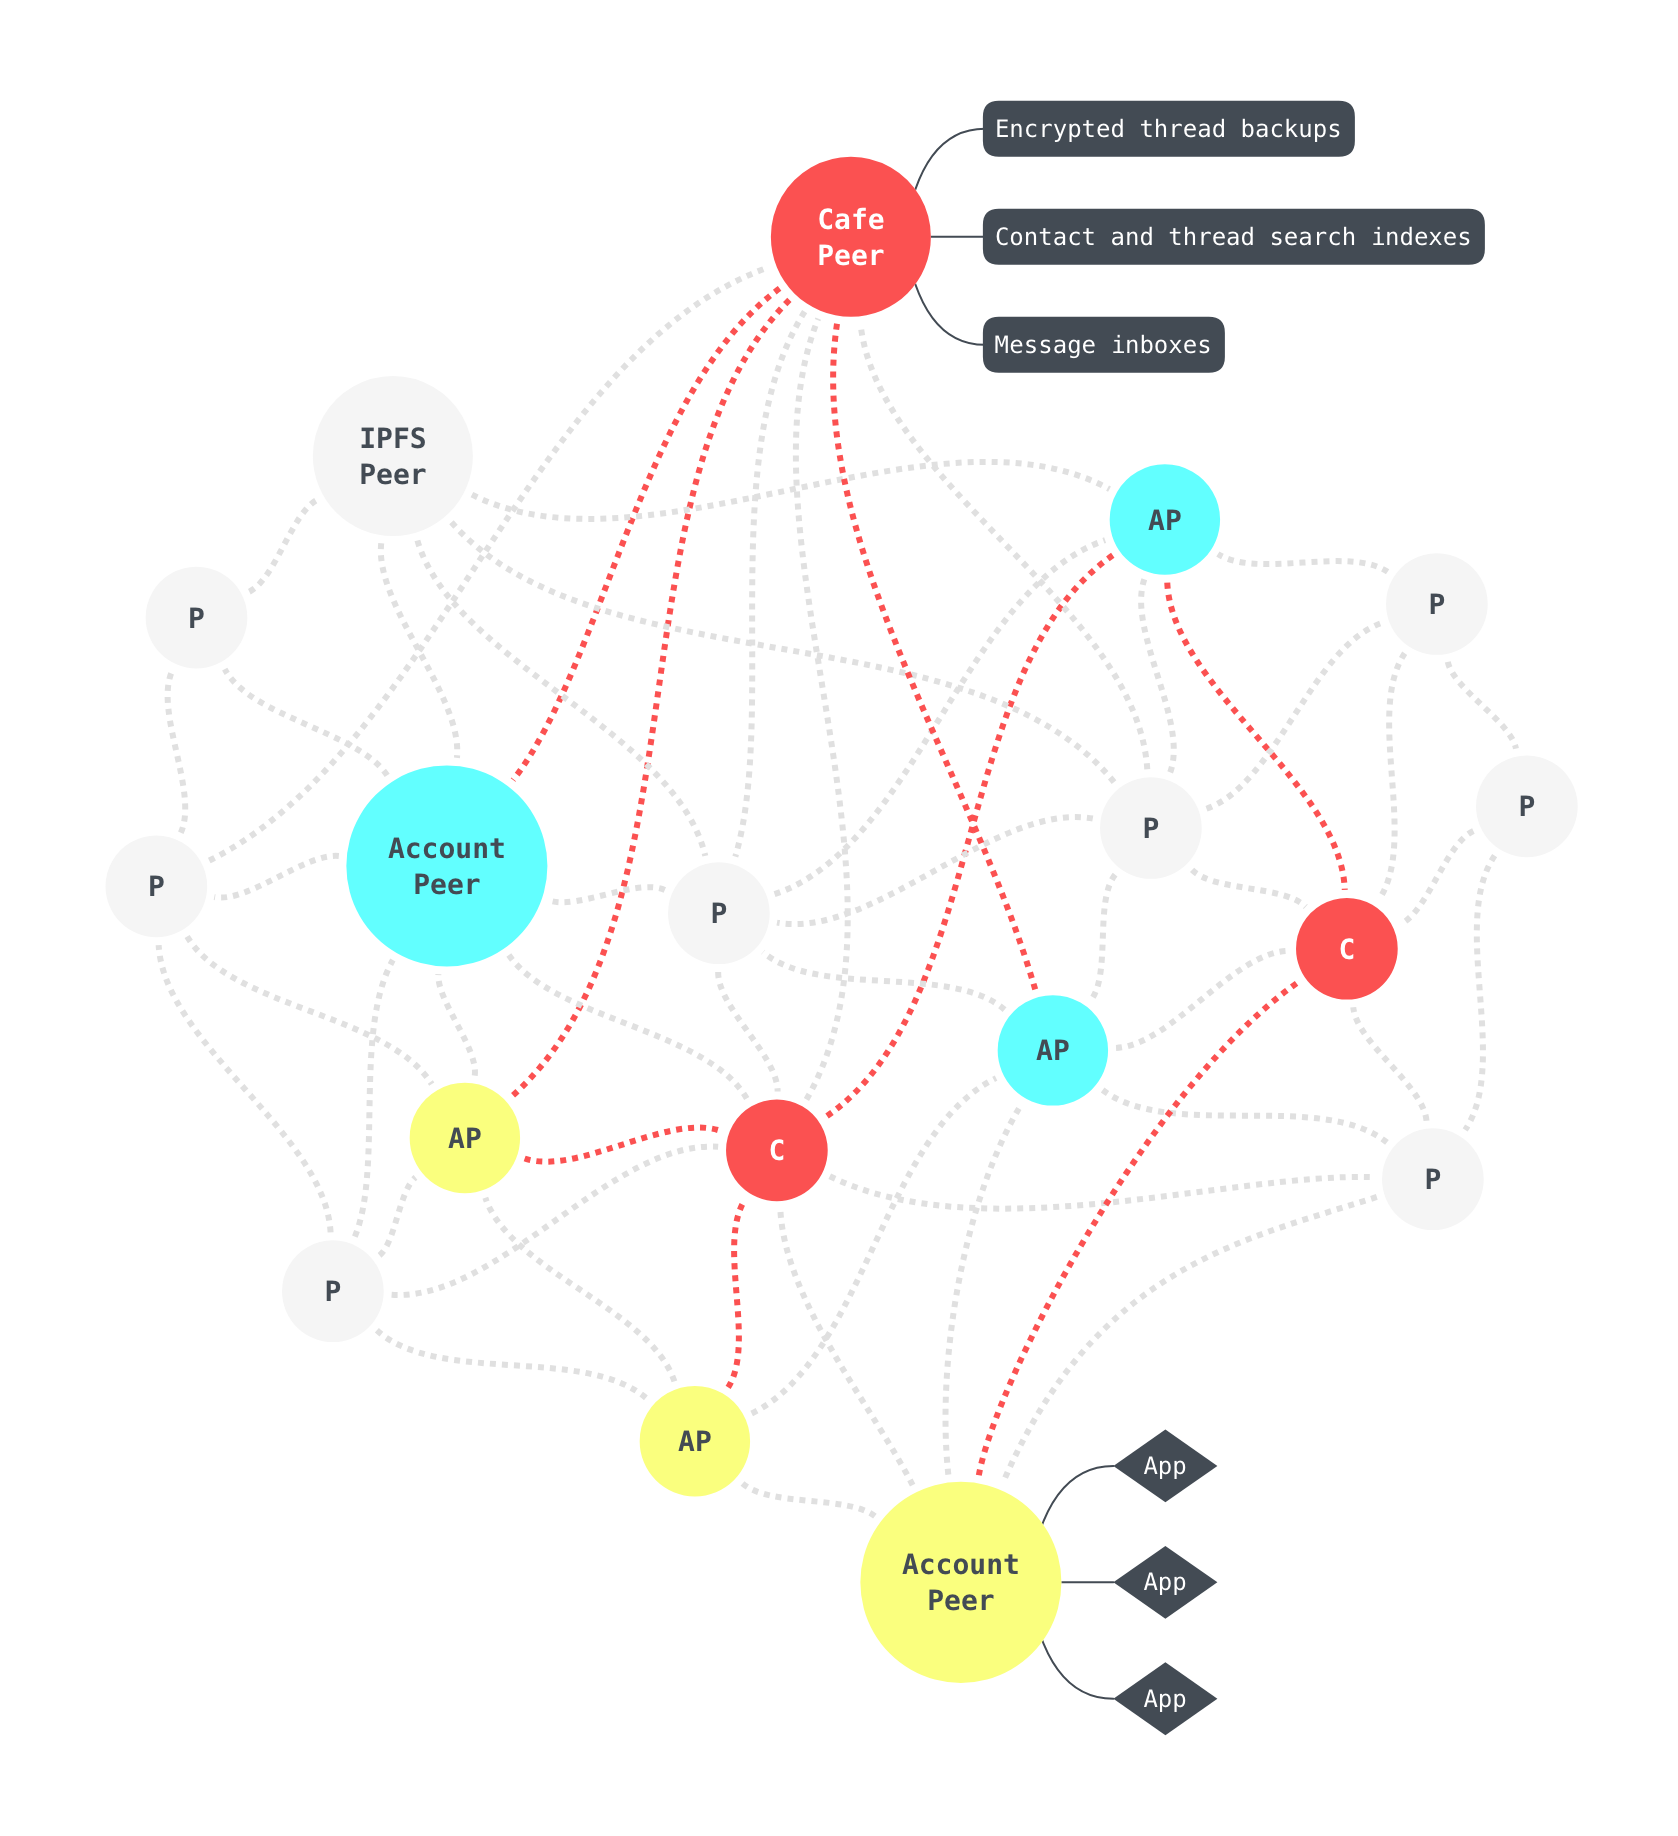 Encrypted thread backups
Cafe
Peer
Contact and thread search indexes
Message inboxes
IPFS
Peer
AP
P
P
P
Account
Peer
P
P
P
C
AP
AP
C
P
P
AP
App
Account
Peer
App
App